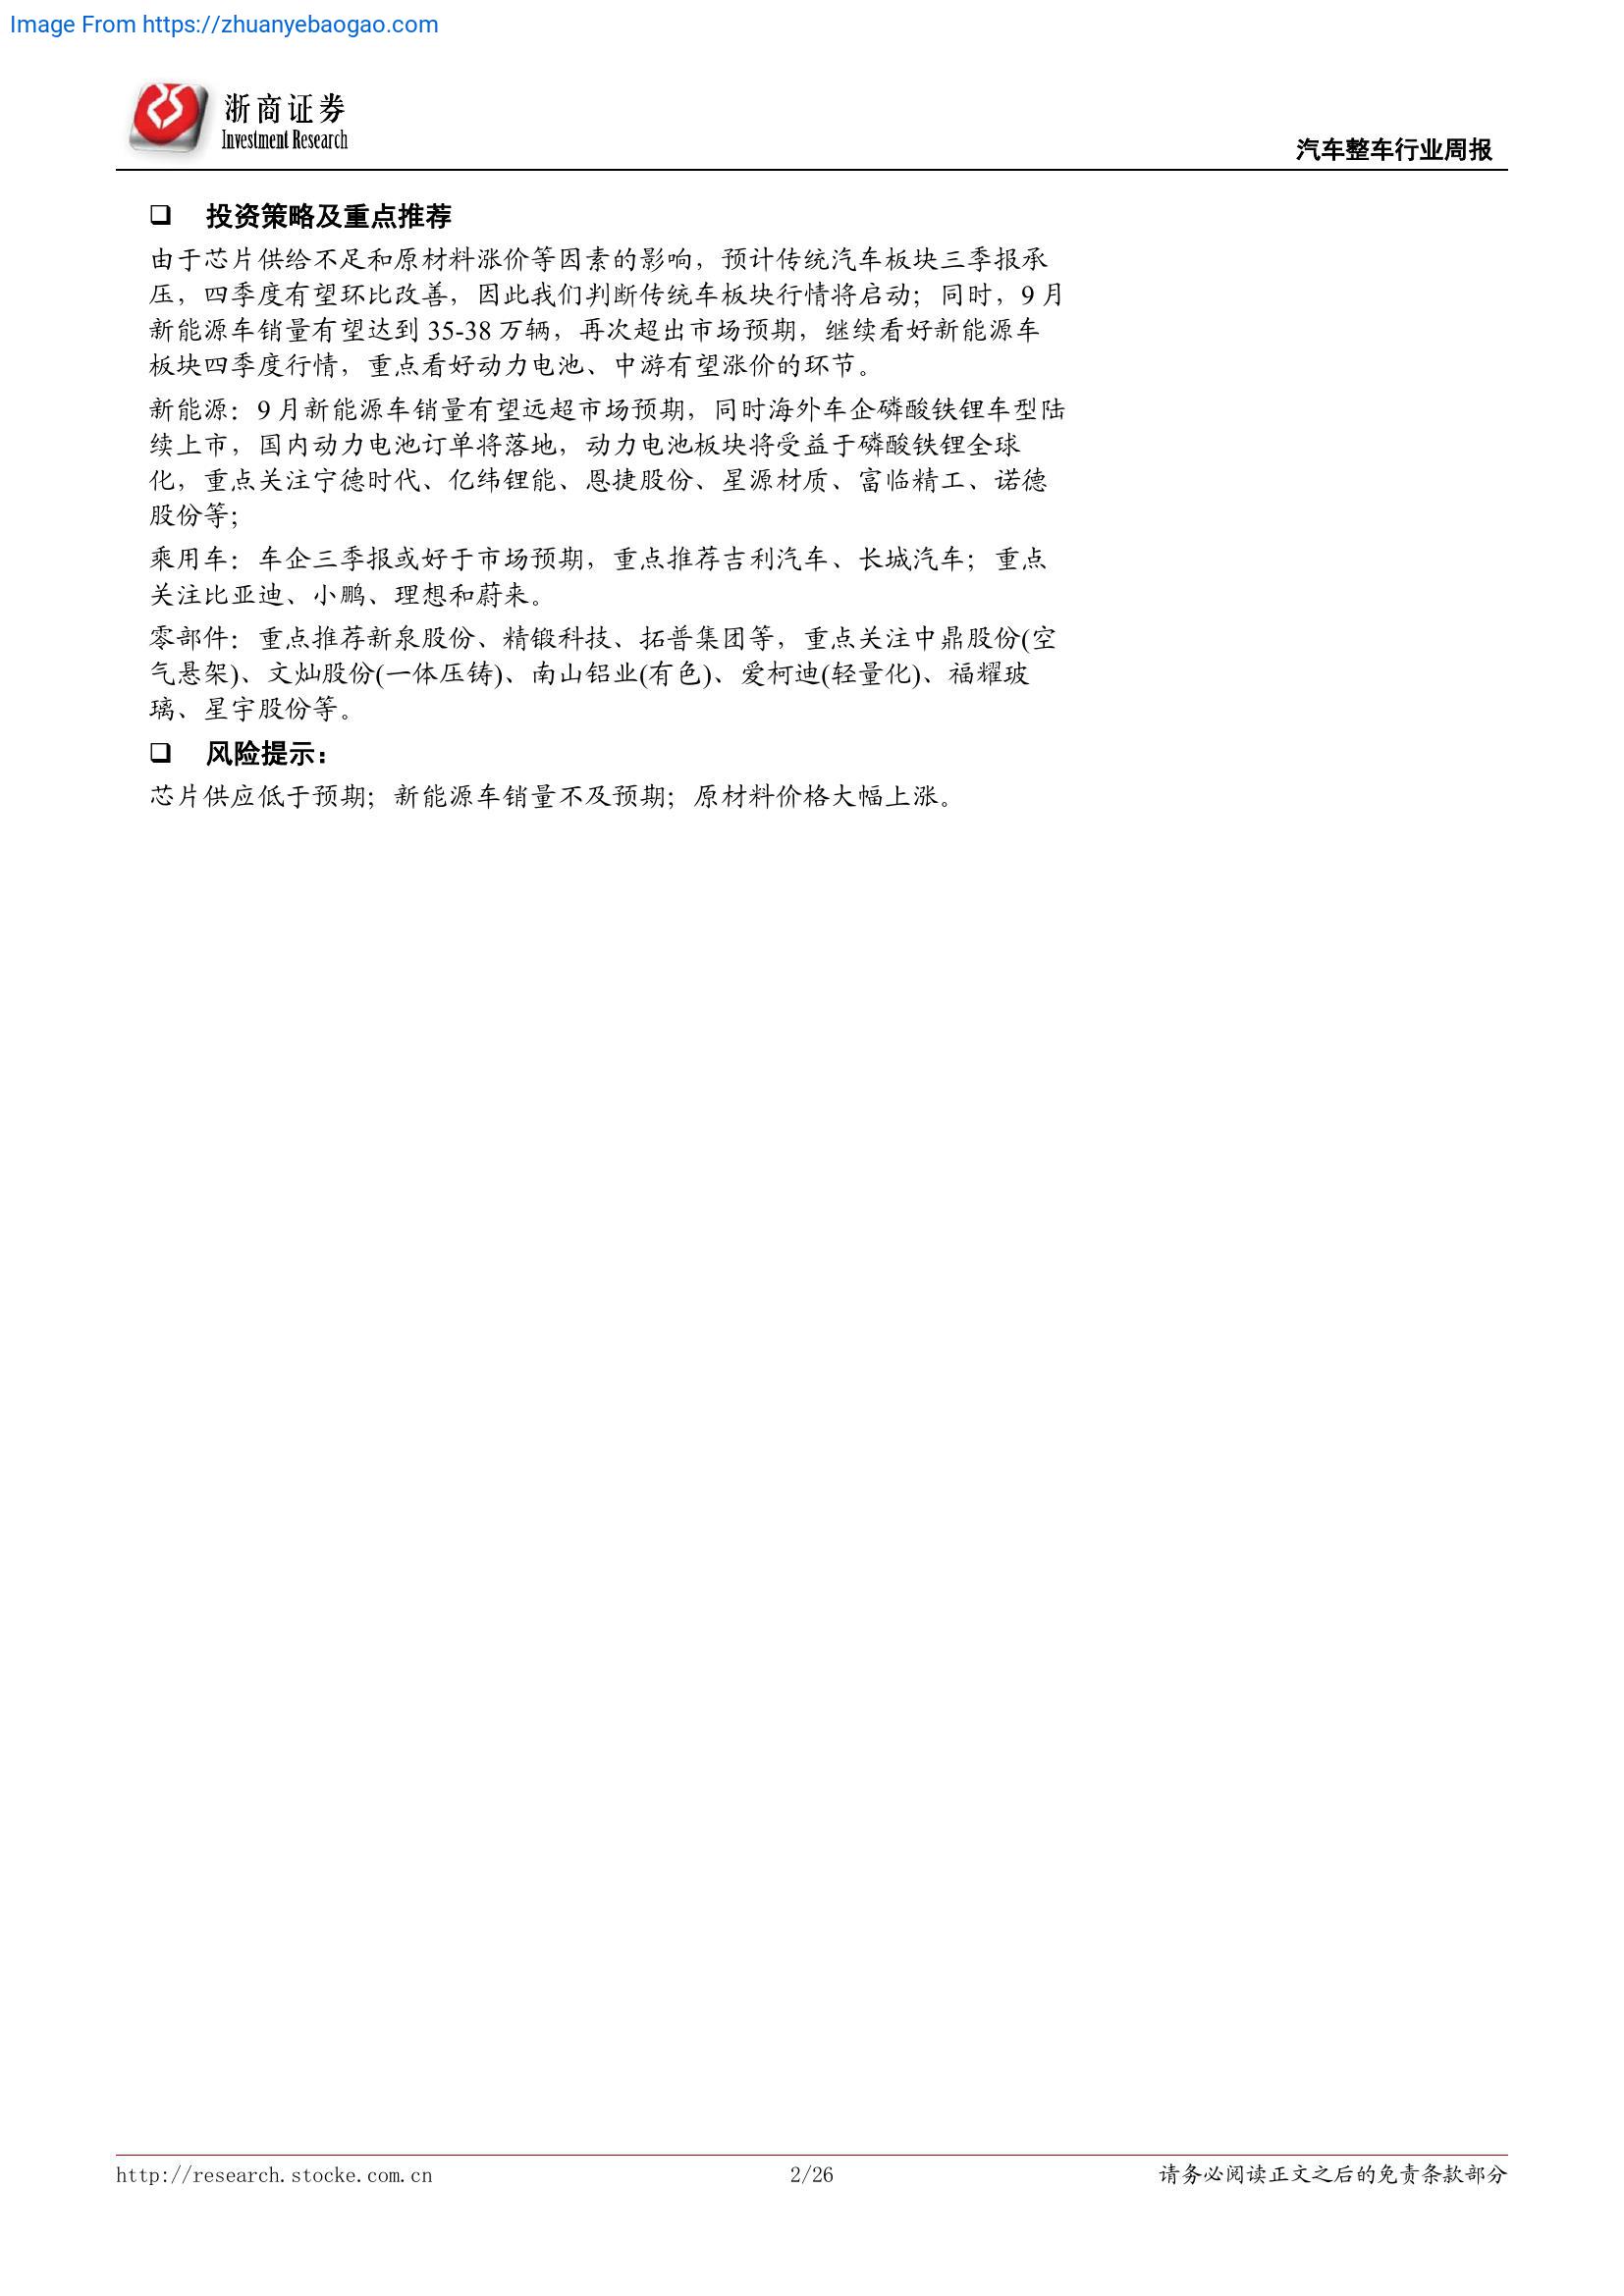 Image From https://zhuanyebaogao.com
浙商证券
Investment Research
汽车整车行业周报
❑ 投资策略及重点推荐
由于芯片供给不足和原材料涨价等因素的影响，预计传统汽车板块三季报承
压，四季度有望环比改善，因此我们判断传统车板块行情将启动；同时，9 月
新能源车销量有望达到 35-38 万辆，再次超出市场预期，继续看好新能源车
板块四季度行情，重点看好动力电池、中游有望涨价的环节。
新能源：9 月新能源车销量有望远超市场预期，同时海外车企磷酸铁锂车型陆
续上市，国内动力电池订单将落地，动力电池板块将受益于磷酸铁锂全球
化，重点关注宁德时代、亿纬锂能、恩捷股份、星源材质、富临精工、诺德
股份等；
乘用车：车企三季报或好于市场预期，重点推荐吉利汽车、长城汽车；重点
关注比亚迪、小鹏、理想和蔚来。
零部件：重点推荐新泉股份、精锻科技、拓普集团等，重点关注中鼎股份(空
气悬架)、文灿股份(一体压铸)、南山铝业(有色)、爱柯迪(轻量化)、福耀玻
璃、星宇股份等。
❑ 风险提示：
芯片供应低于预期；新能源车销量不及预期；原材料价格大幅上涨。
http://research.stocke.com.cn
2/26
请务必阅读正文之后的免责条款部分